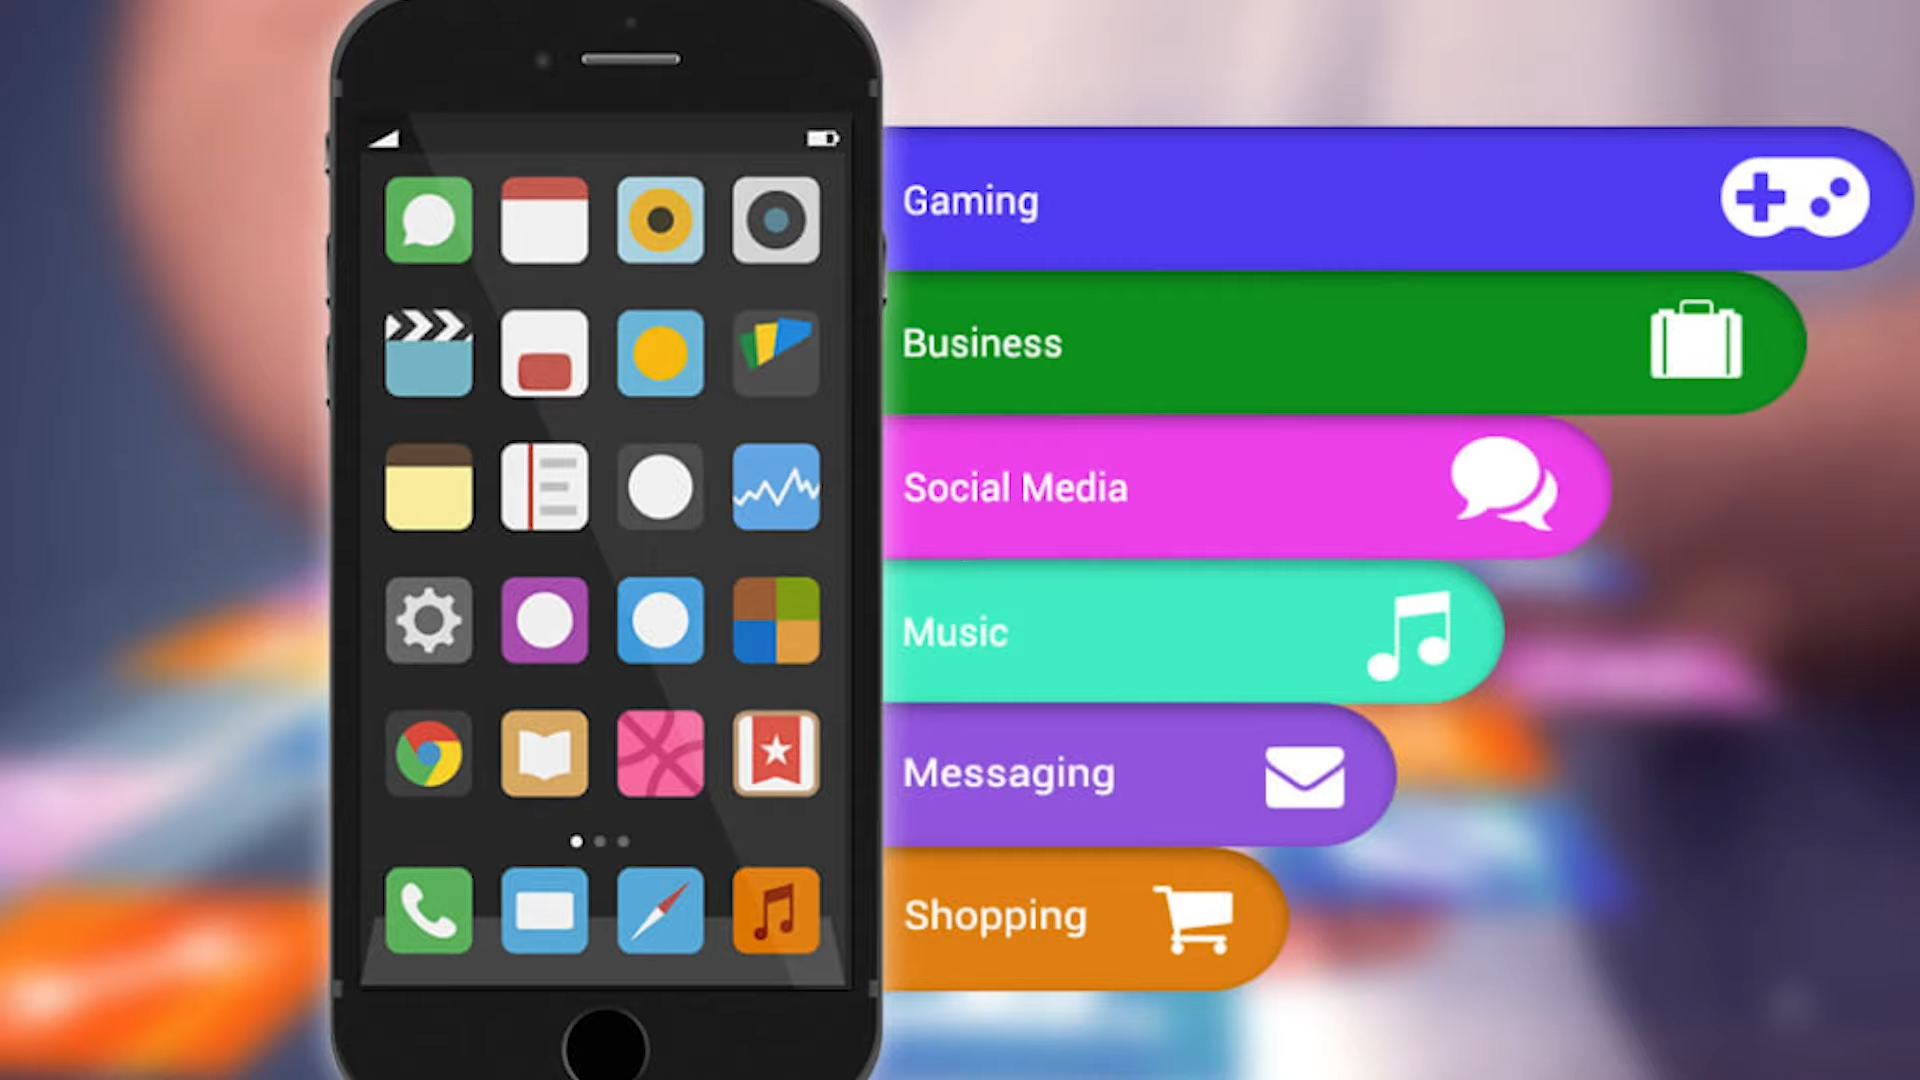 Gaming
Business
Social Media
Music
Messaging
Shopping